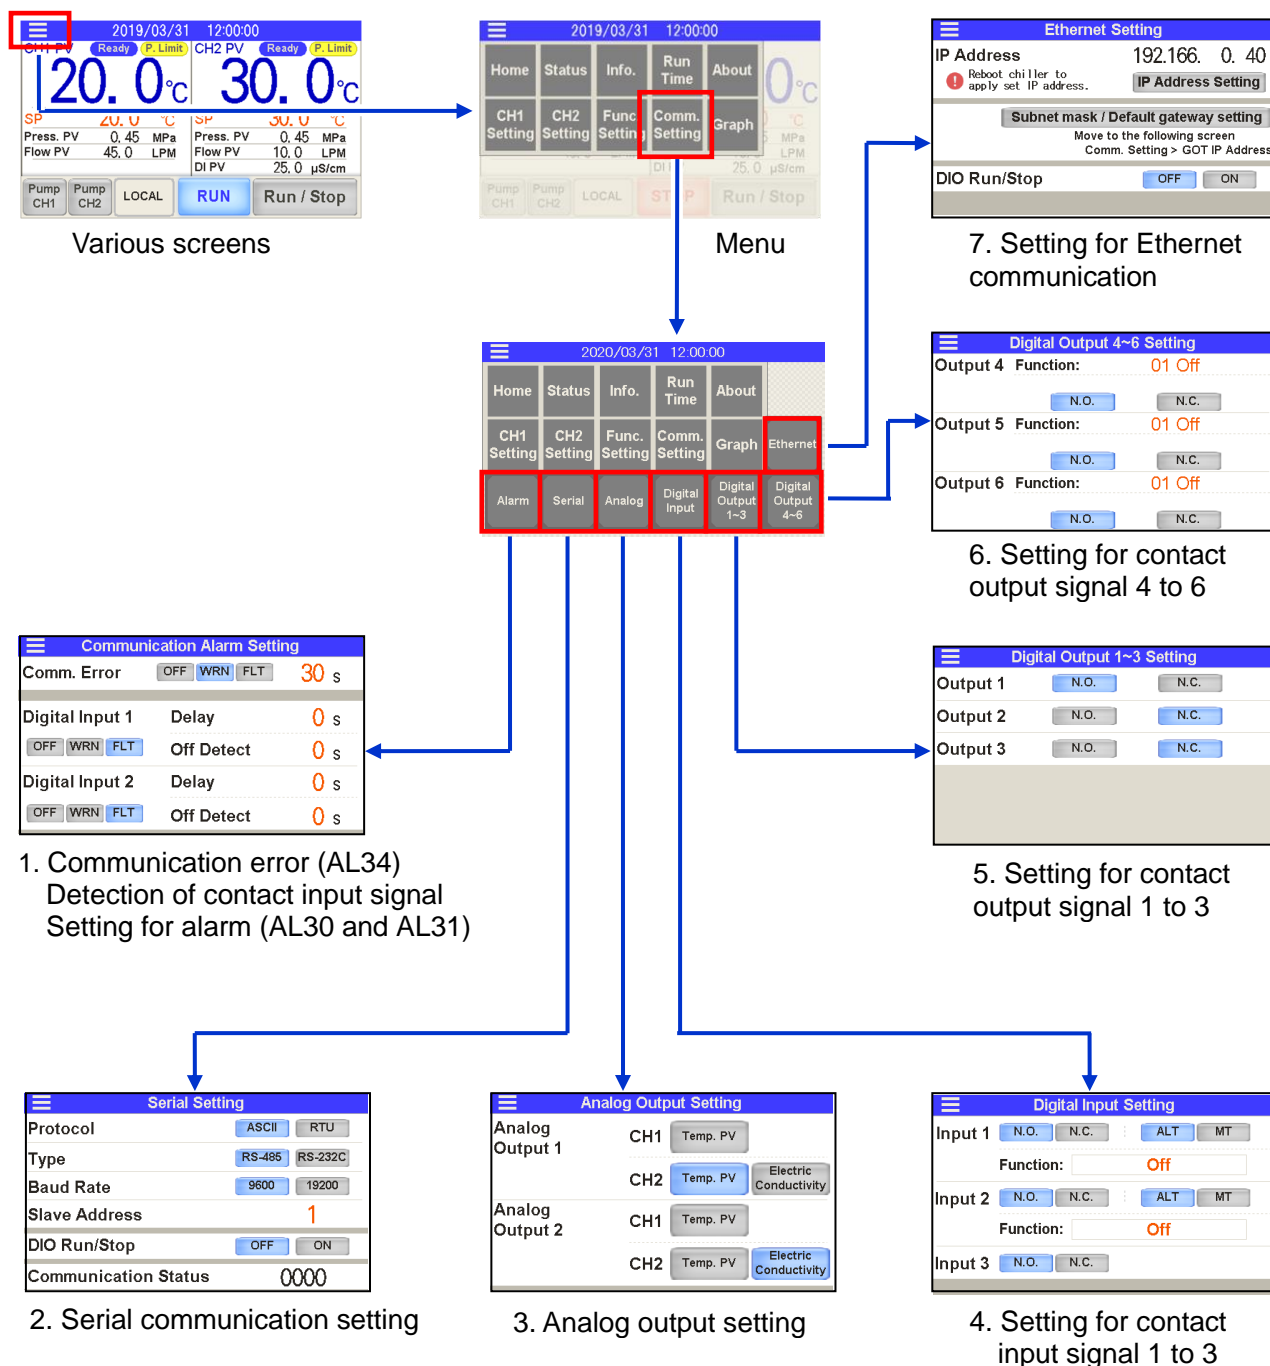 2019/03/31 12:00:00
CH1 PV Ready P. Limit CH2 PV Ready P. Limit
20. 0 °C 30. 0 °C
SP 20. 0 °C SP 30. 0 °C
Press. PV 0. 45 MPa Press. PV 0. 45 MPa
Flow PV 45. 0 LPM Flow PV 10. 0 LPM
DI PV 25. 0 µS/cm
Pump CH1 Pump CH2 LOCAL RUN Run / Stop
Various screens
2019/03/31 12:00:00
Home Status Info. Run Time About
0 °C
CH1 Setting CH2 Setting Func. Setting Comm. Setting Graph
°C
5 MPa
LPM
DI 25. 0 µS/cm
Pump CH1 Pump CH2 LOCAL STOP Run / Stop
Menu
Ethernet Setting
IP Address 192.166. 0. 40
Reboot chiller to
apply set IP address.
IP Address Setting
Subnet mask / Default gateway setting
Move to the following screen
Comm. Setting > GOT IP Address
DIO Run/Stop OFF ON
7. Setting for Ethernet
communication
2020/03/31 12:00:00
Home Status Info. Run Time About
CH1 Setting CH2 Setting Func. Setting Comm. Setting Graph Ethernet
Alarm Serial Analog Digital Input Digital Output 1~3 Digital Output 4~6
Digital Output 4~6 Setting
Output 4 Function: 01 Off
N.O. N.C.
Output 5 Function: 01 Off
N.O. N.C.
Output 6 Function: 01 Off
N.O. N.C.
6. Setting for contact
output signal 4 to 6
Communication Alarm Setting
Comm. Error OFF WRN FLT 30 s
Digital Input 1 Delay 0 s
OFF WRN FLT Off Detect 0 s
Digital Input 2 Delay 0 s
OFF WRN FLT Off Detect 0 s
1. Communication error (AL34)
Detection of contact input signal
Setting for alarm (AL30 and AL31)
Digital Output 1~3 Setting
Output 1 N.O. N.C.
Output 2 N.O. N.C.
Output 3 N.O. N.C.
5. Setting for contact
output signal 1 to 3
Serial Setting
Protocol ASCII RTU
Type RS-485 RS-232C
Baud Rate 9600 19200
Slave Address 1
DIO Run/Stop OFF ON
Communication Status 0000
2. Serial communication setting
Analog Output Setting
Analog Output 1 CH1 Temp. PV
CH2 Temp. PV Electric Conductivity
Analog Output 2 CH1 Temp. PV
CH2 Temp. PV Electric Conductivity
3. Analog output setting
Digital Input Setting
Input 1 N.O. N.C. ALT MT
Function: Off
Input 2 N.O. N.C. ALT MT
Function: Off
Input 3 N.O. N.C.
4. Setting for contact
input signal 1 to 3